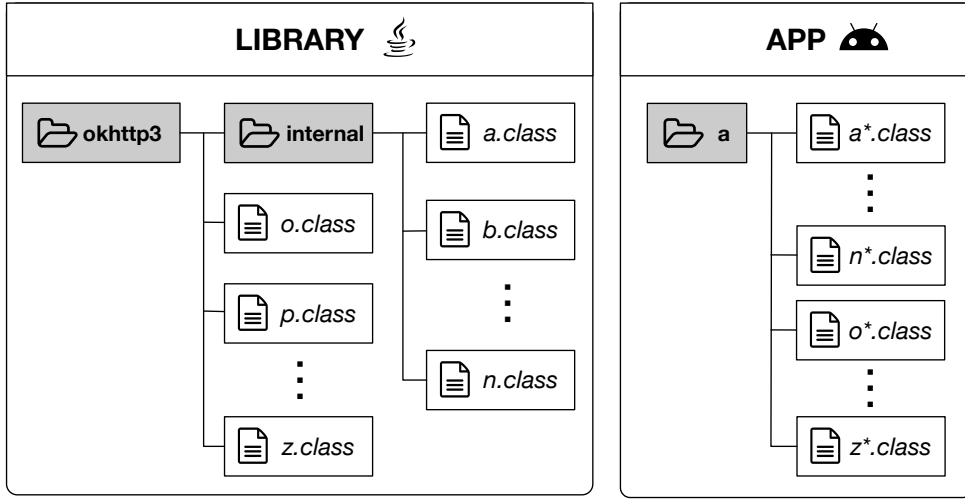 LIBRARY
okhttp3
internal
a.class
o.class
b.class
p.class
n.class
z.class
APP
a
a*.class
n*.class
o*.class
z*.class